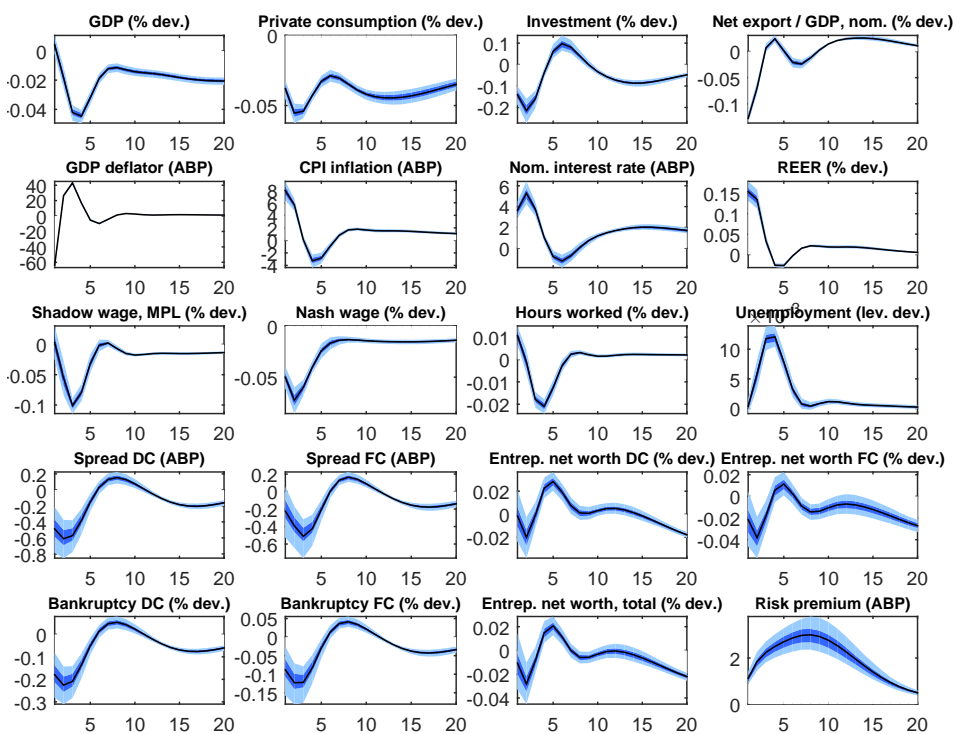 GDP (% dev.) Private consumption (% dev.) Investment (% dev.) Net export / GDP, nom. (% dev.)
0 0 0.1 0
-0.02 -0.05 0 -0.05
-0.04 -0.1 -0.1
-0.2
5 10 15 20 5 10 15 20 5 10 15 20 5 10 15 20
GDP deflator (ABP) CPI inflation (ABP) Nom. interest rate (ABP) REER (% dev.)
40 8 6 0.15
20 6 4 0.1
0 4 2 0.05
-20 2 0 0
-40 0
-60 -2
-4
5 10 15 20 5 10 15 20 5 10 15 20 5 10 15 20
Shadow wage, MPL (% dev.) Nash wage (% dev.) Hours worked (% dev.) Unemployment (lev. dev.)
0 0 0.01 10
-0.05 -0.05 0 5
-0.1 -0.01 0
-0.02
5 10 15 20 5 10 15 20 5 10 15 20 5 10 15 20
Spread DC (ABP) Spread FC (ABP) Entrep. net worth DC (% dev.) Entrep. net worth FC (% dev.)
0.2 0.2 0.02 0.02
0 0 0 0
-0.2 -0.2 -0.02 -0.02
-0.4 -0.4 -0.04
-0.6 -0.6
-0.8
5 10 15 20 5 10 15 20 5 10 15 20 5 10 15 20
Bankruptcy DC (% dev.) Bankruptcy FC (% dev.) Entrep. net worth, total (% dev.) Risk premium (ABP)
0 0.05 0.02 2
-0.1 0 0 0
-0.2 -0.05 -0.02
-0.3 -0.1 -0.04
-0.15
5 10 15 20 5 10 15 20 5 10 15 20 5 10 15 20